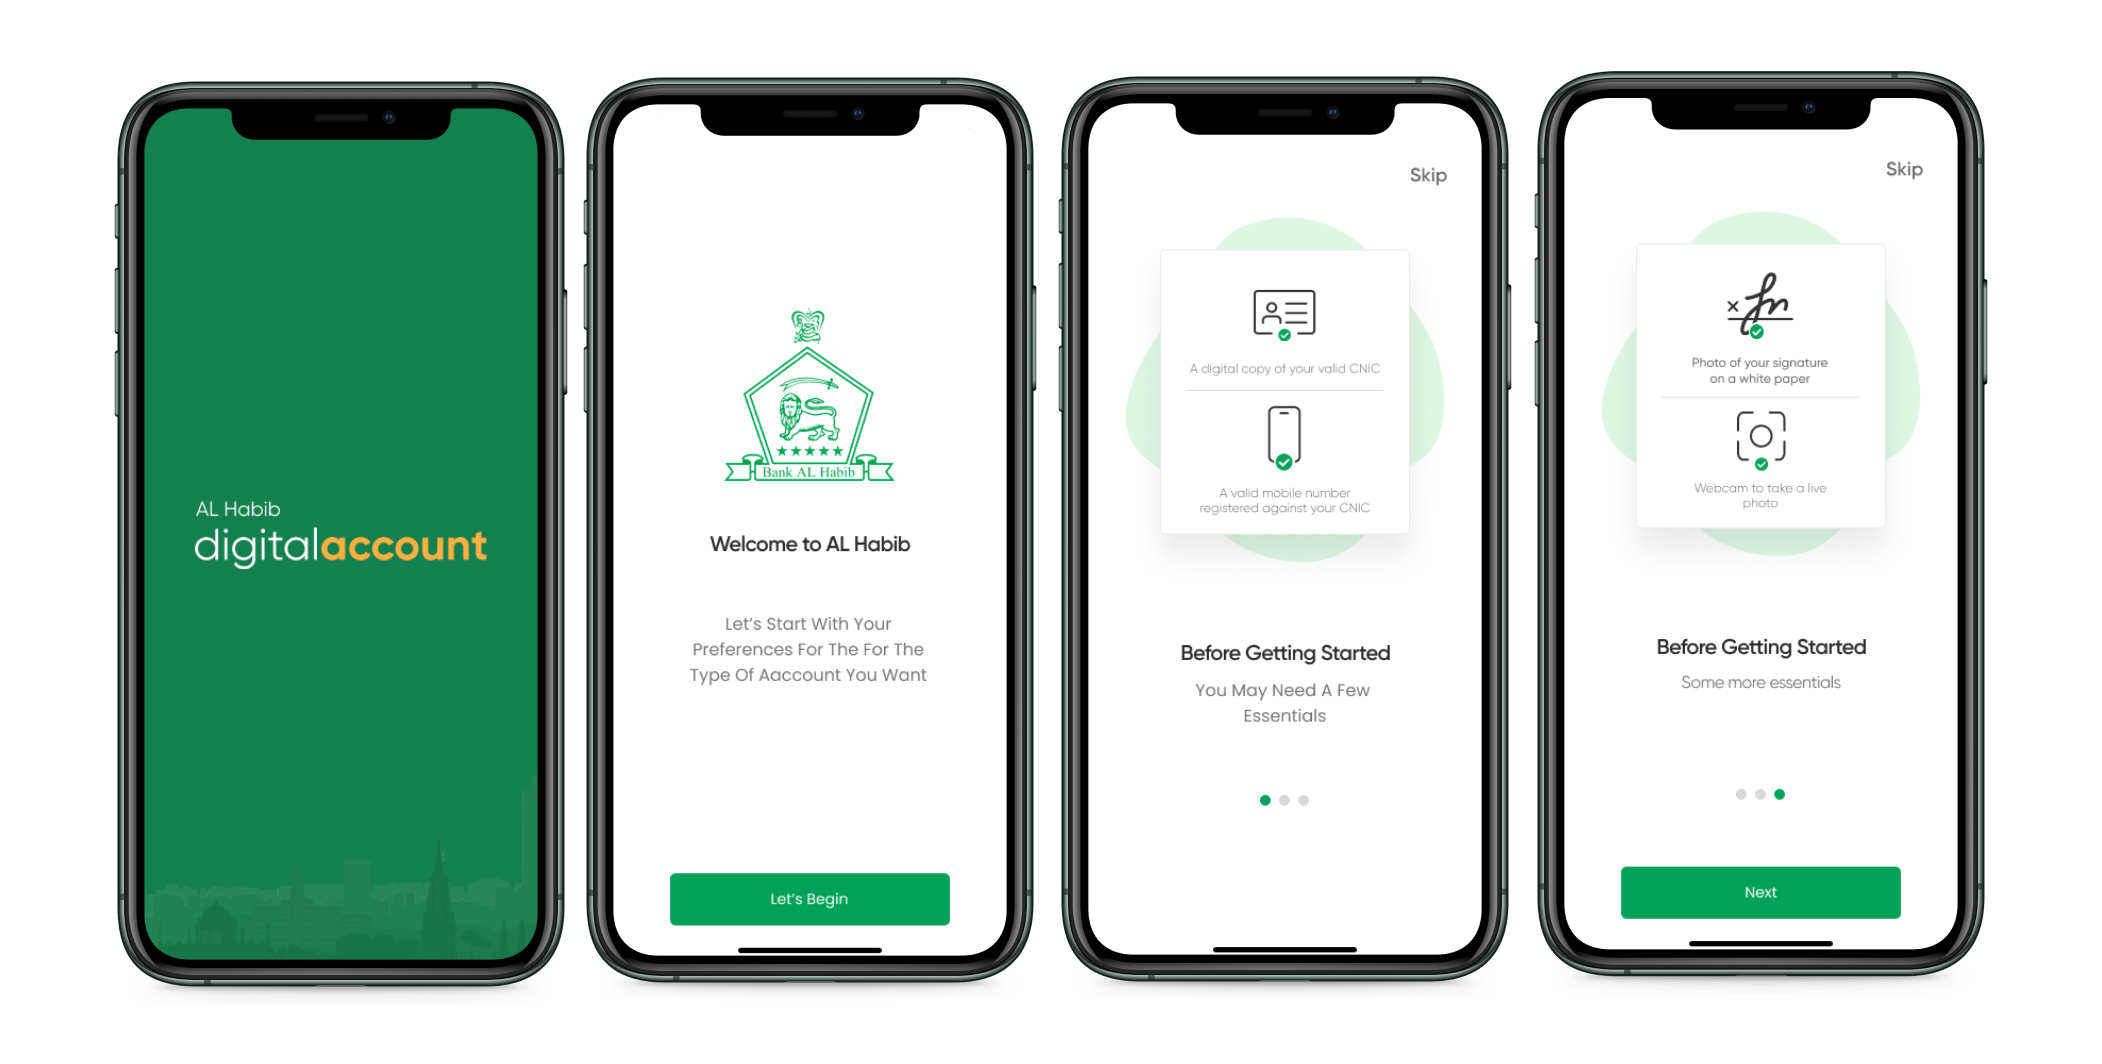 AL Habib
digitalaccount
Bank AL Habib
Welcome to AL Habib
Let's Start With Your
Preferences For The For The
Type Of Aaccount You Want
Let's Begin
Skip
A digital copy of your valid CNIC
A valid mobile number
registered against your CNIC
Before Getting Started
You May Need A Few
Essentials
Skip
Photo of your signature
on a white paper
Webcam to take a live
photo
Before Getting Started
Some more essentials
Next